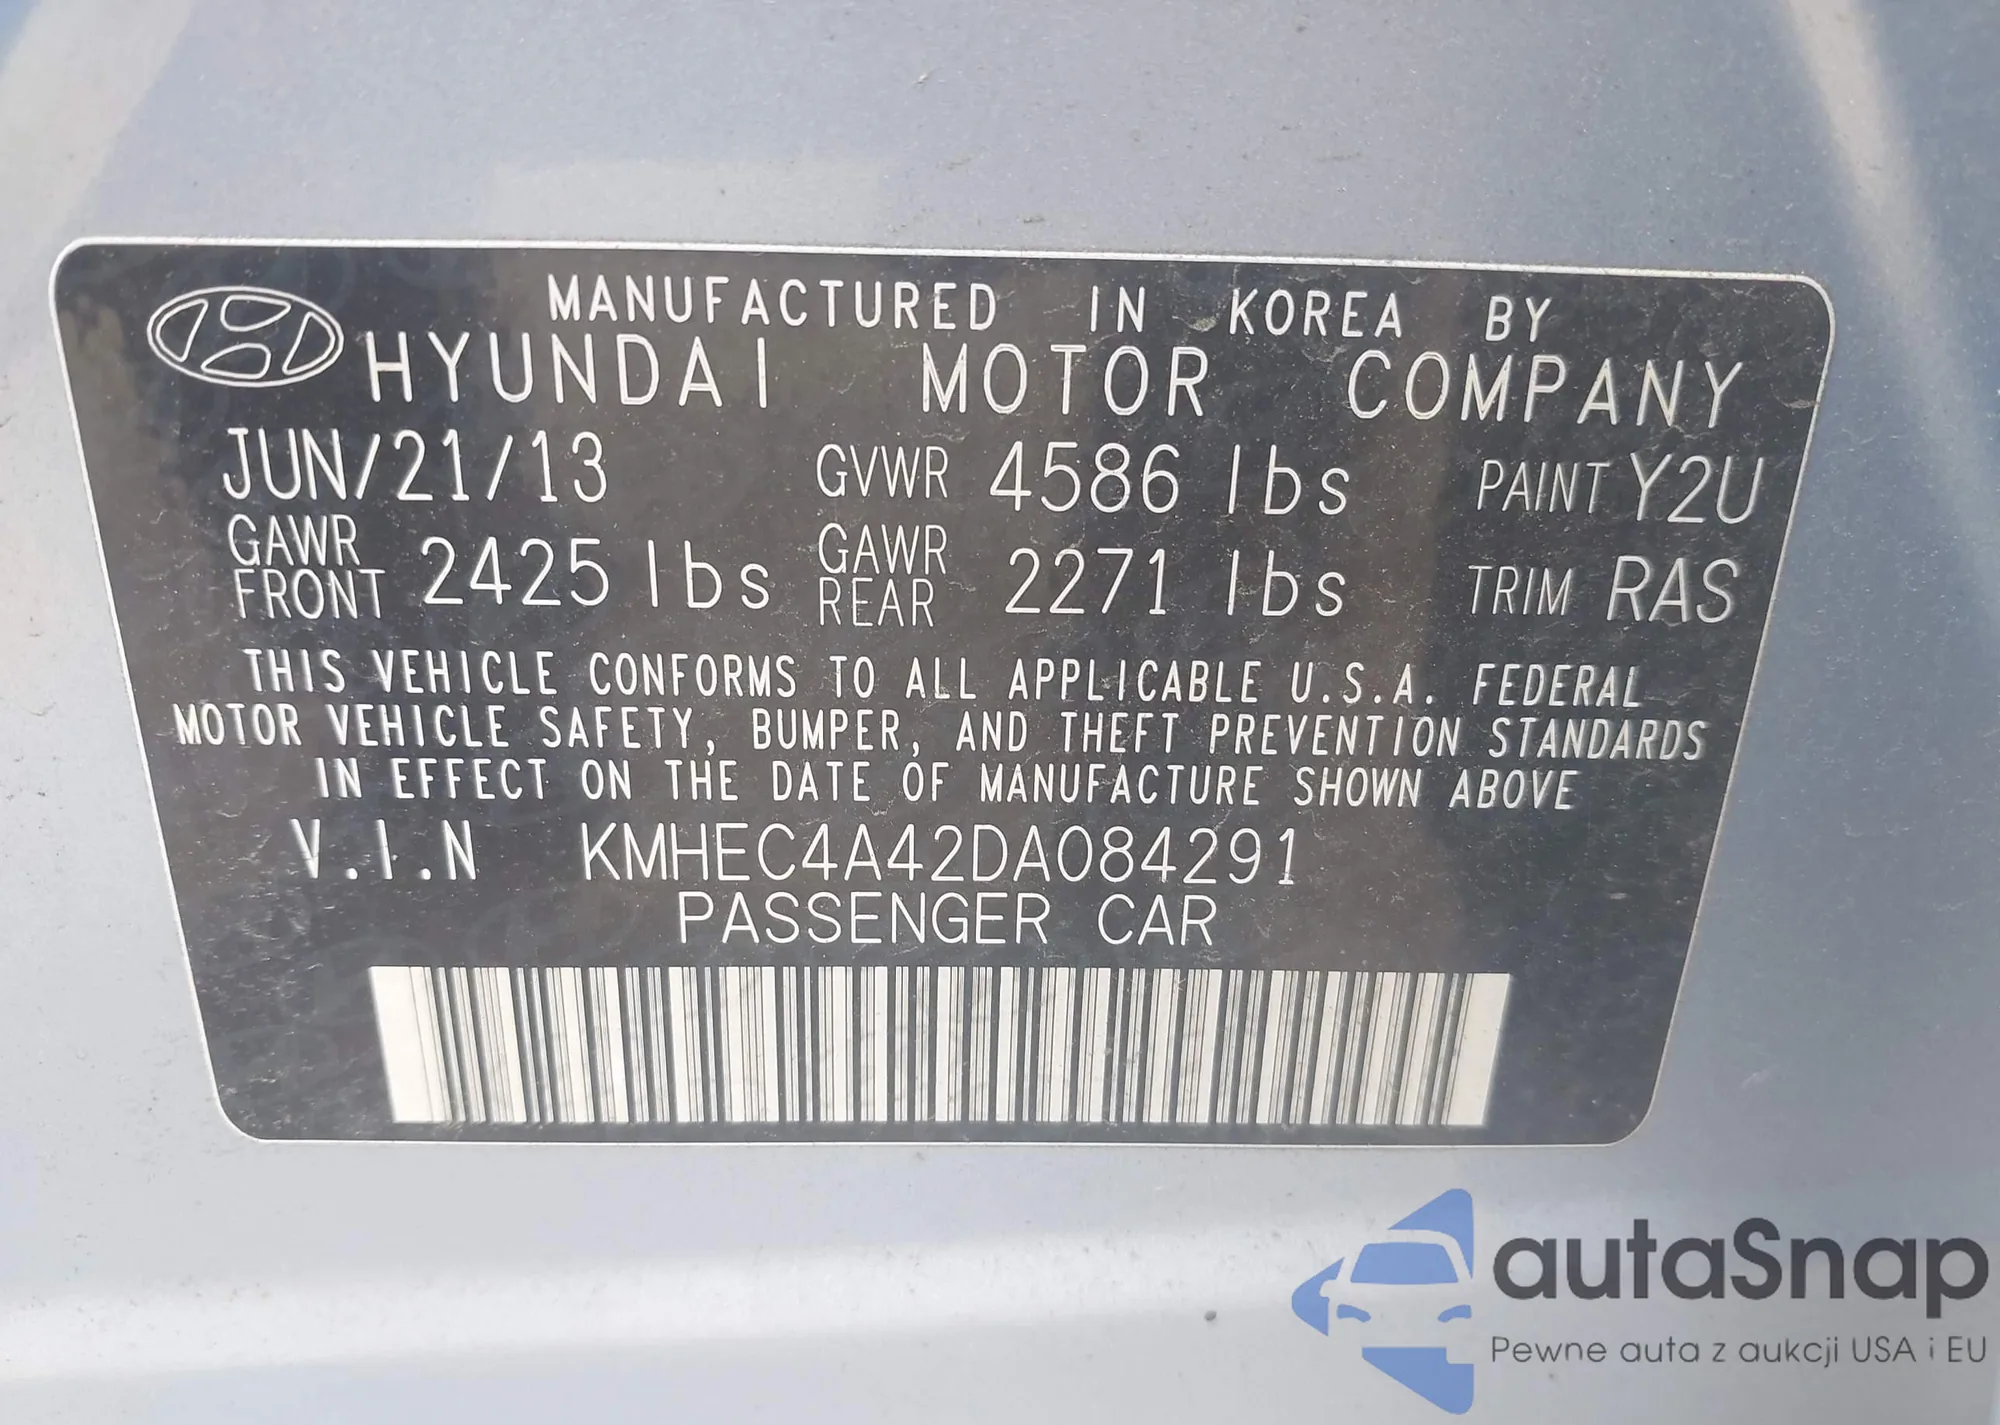 MANUFACTURED IN KOREA BY
HYUNDAI MOTOR COMPANY
JUN/21/13 GVWR 4586 lbs PAINT Y2U
GAWR FRONT 2425 lbs GAWR REAR 2271 lbs TRIM RAS
THIS VEHICLE CONFORMS TO ALL APPLICABLE U.S.A. FEDERAL
MOTOR VEHICLE SAFETY, BUMPER, AND THEFT PREVENTION STANDARDS
IN EFFECT ON THE DATE OF MANUFACTURE SHOWN ABOVE
V.I.N KMHEC4A42DA084291
PASSENGER CAR
autaSnap
Pewne auta z aukcji USA i EU